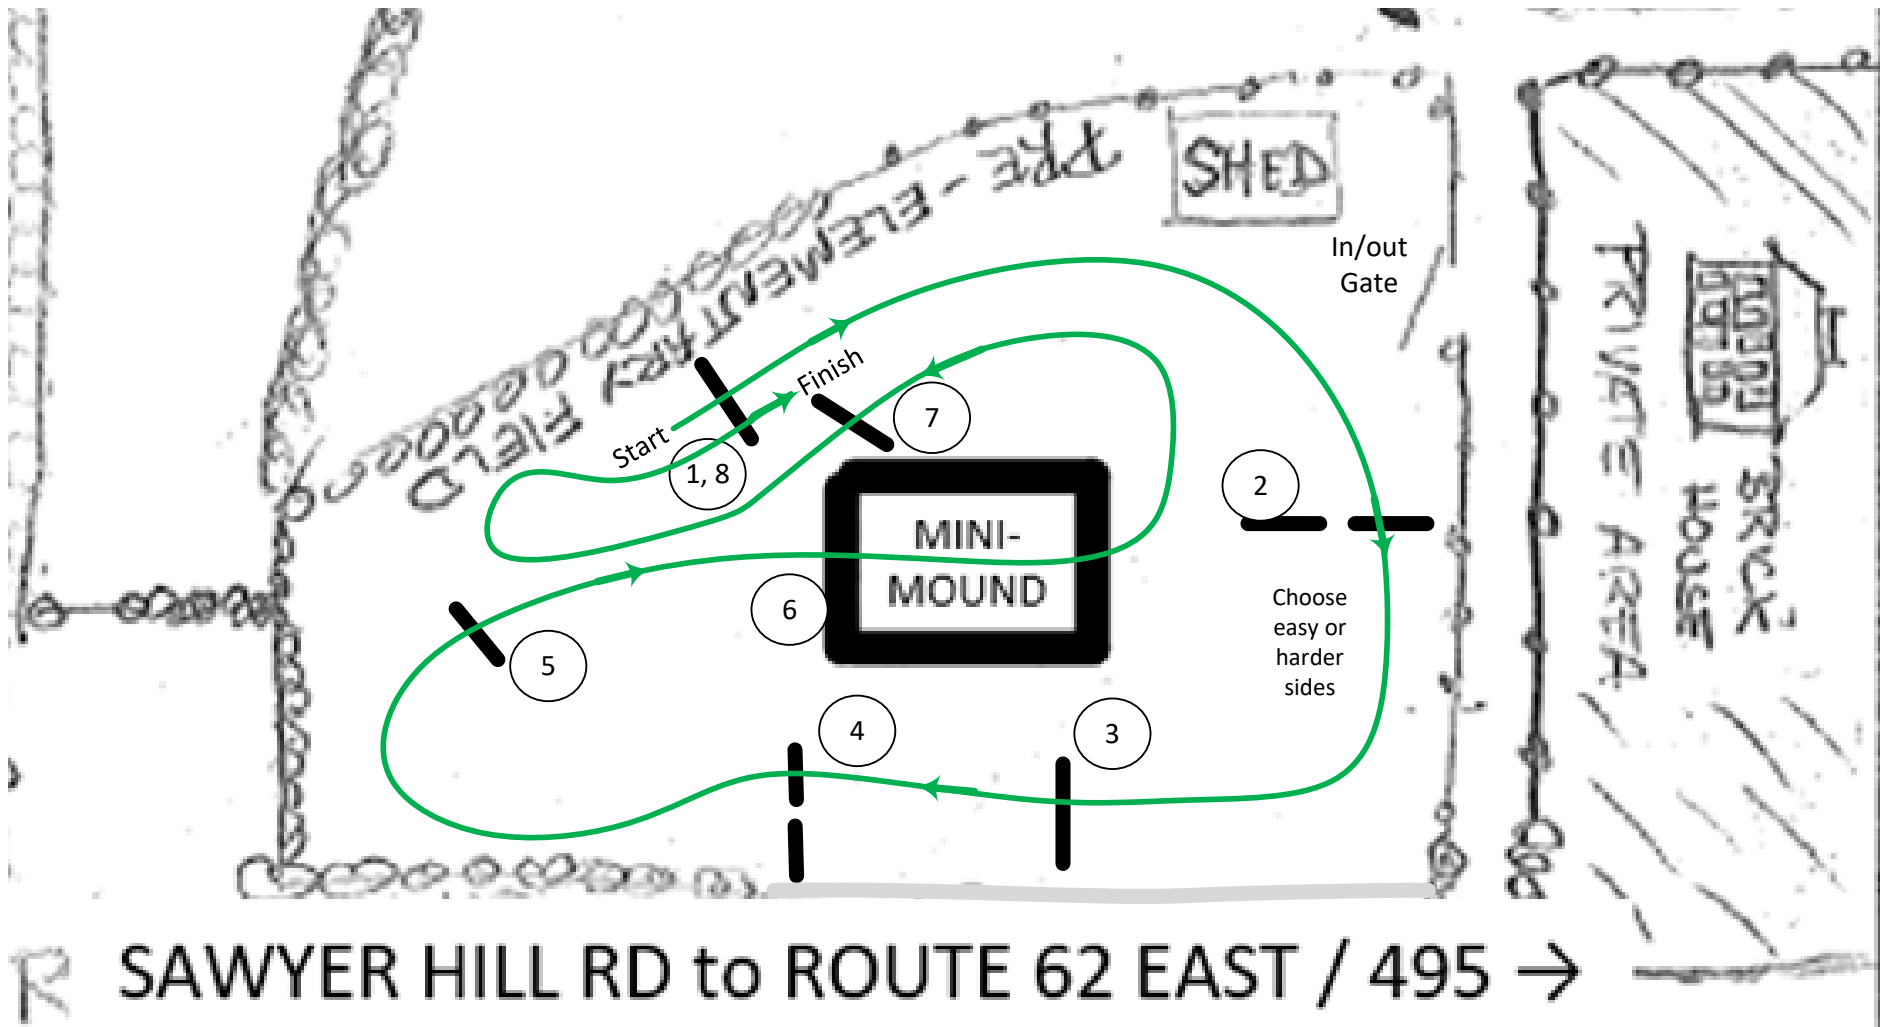 PRE-ELEMENTARY
FIELD
SHED
In/out
Gate
Start
Finish
1, 8
7
2
MINI-
MOUND
6
5
4
3
Choose
easy or
harder
sides
PRIVATE AREA
BRICK
HOUSE
R
SAWYER HILL RD to ROUTE 62 EAST / 495 →